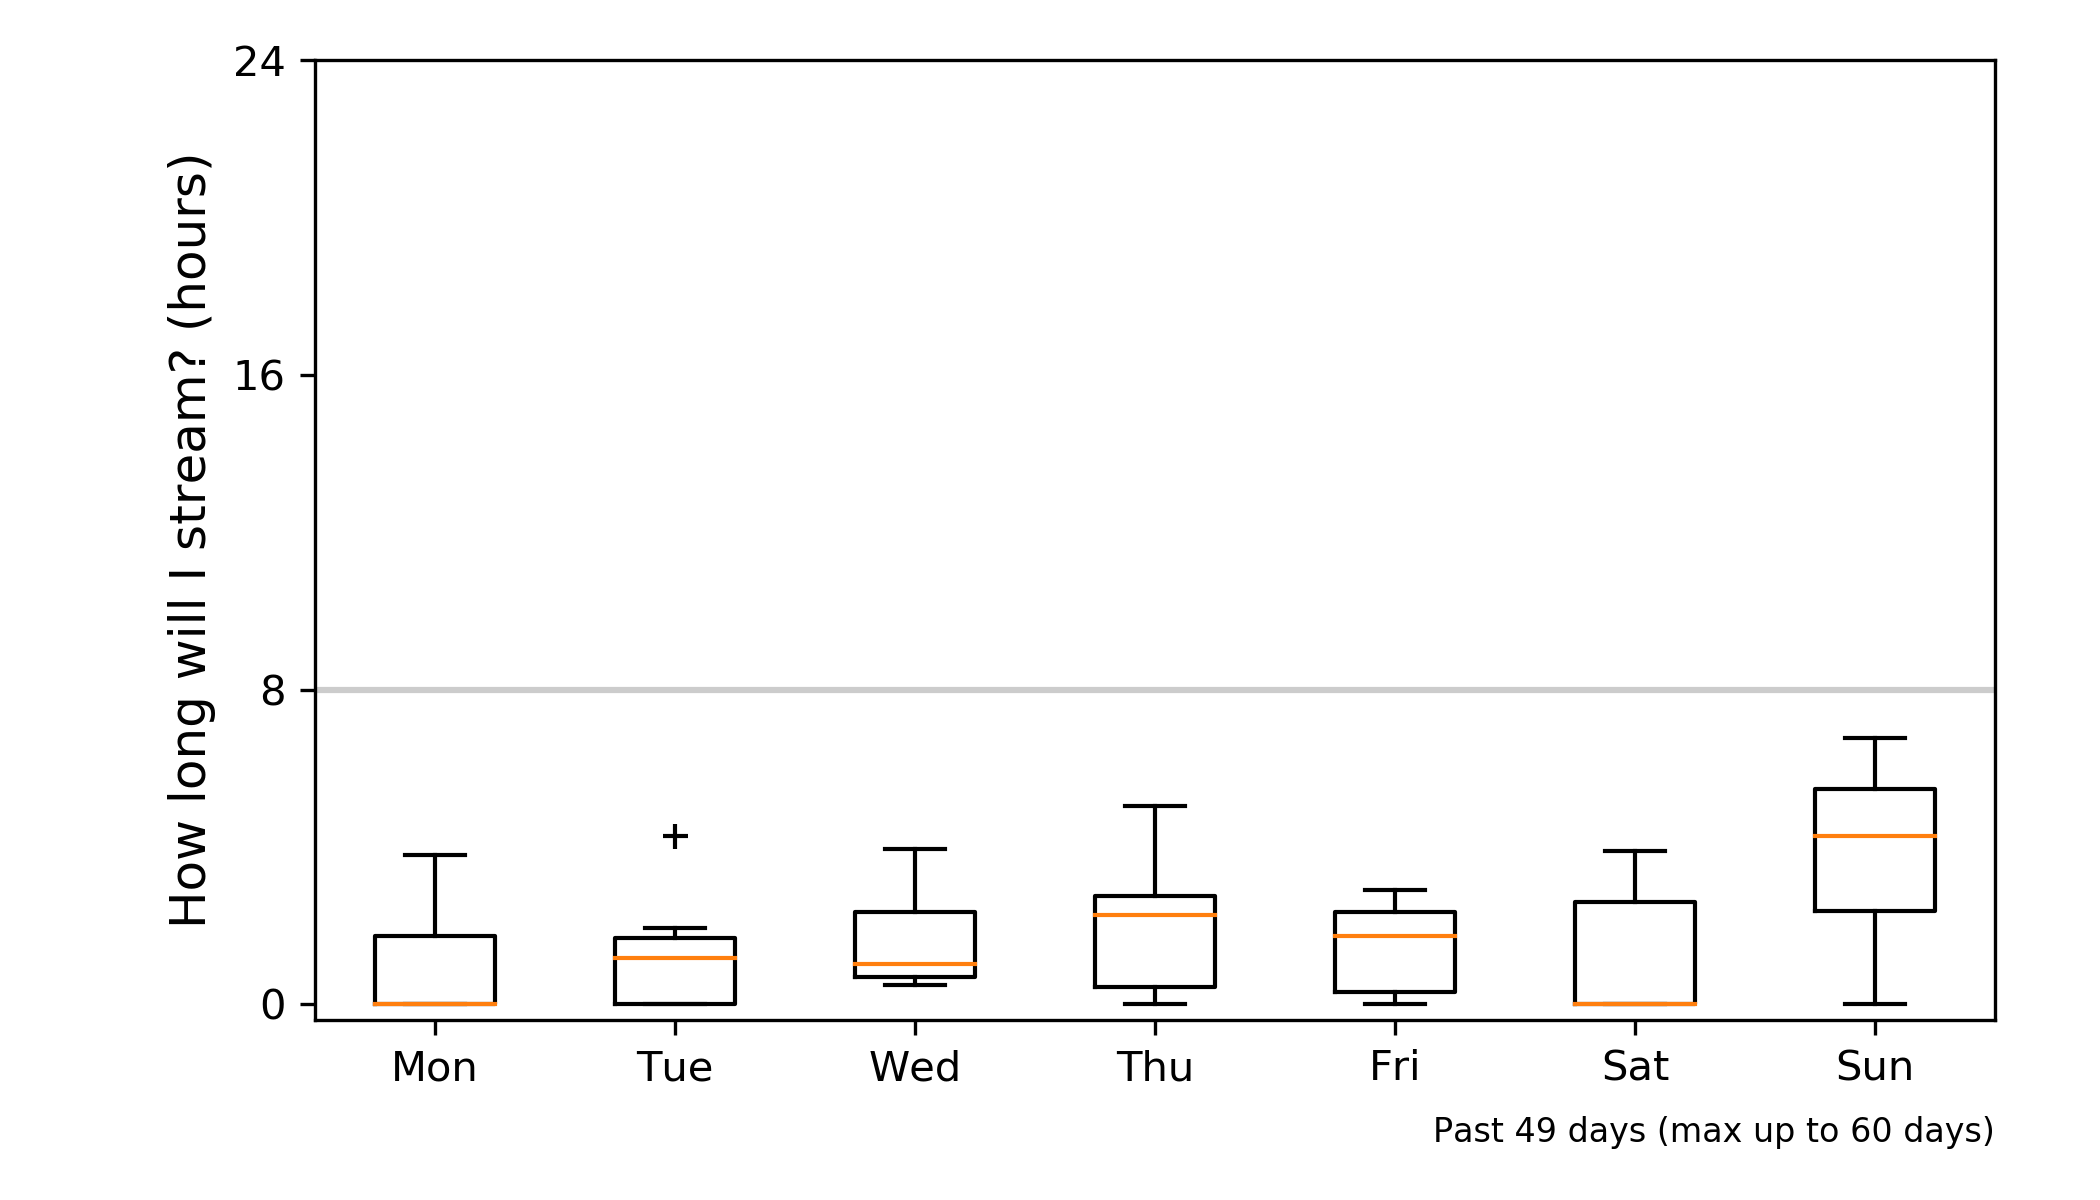 How long will I stream? (hours)
24
16
8
0
Mon Tue Wed Thu Fri Sat Sun
Past 49 days (max up to 60 days)